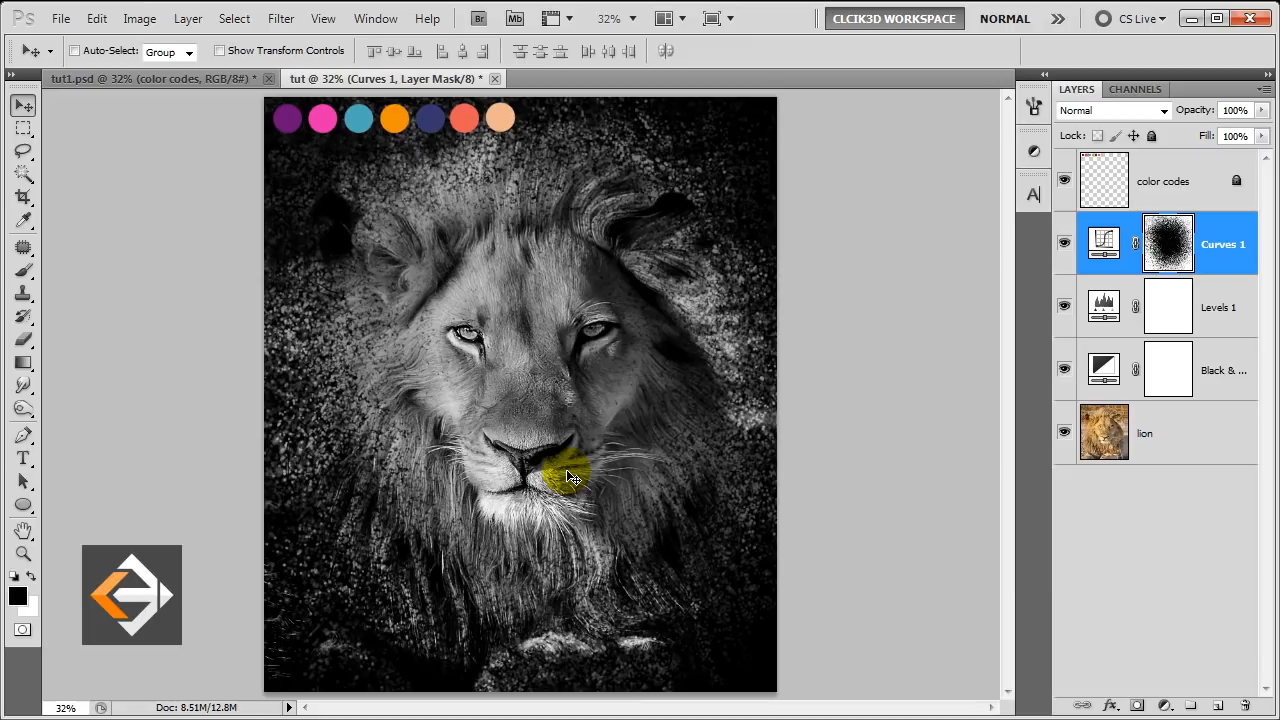 Ps File Edit Image Layer Select Filter View Window Help Br Mb 32% CLCIK3D WORKSPACE NORMAL CS Live
Auto-Select: Group Show Transform Controls
tut1.psd @ 32% (color codes, RGB/8#) * tut @ 32% (Curves 1, Layer Mask/8) *
LAYERS CHANNELS
Normal Opacity: 100%
Lock: Fill: 100%
color codes
Curves 1
Levels 1
Black & ...
lion
32% Doc: 8.51M/12.8M